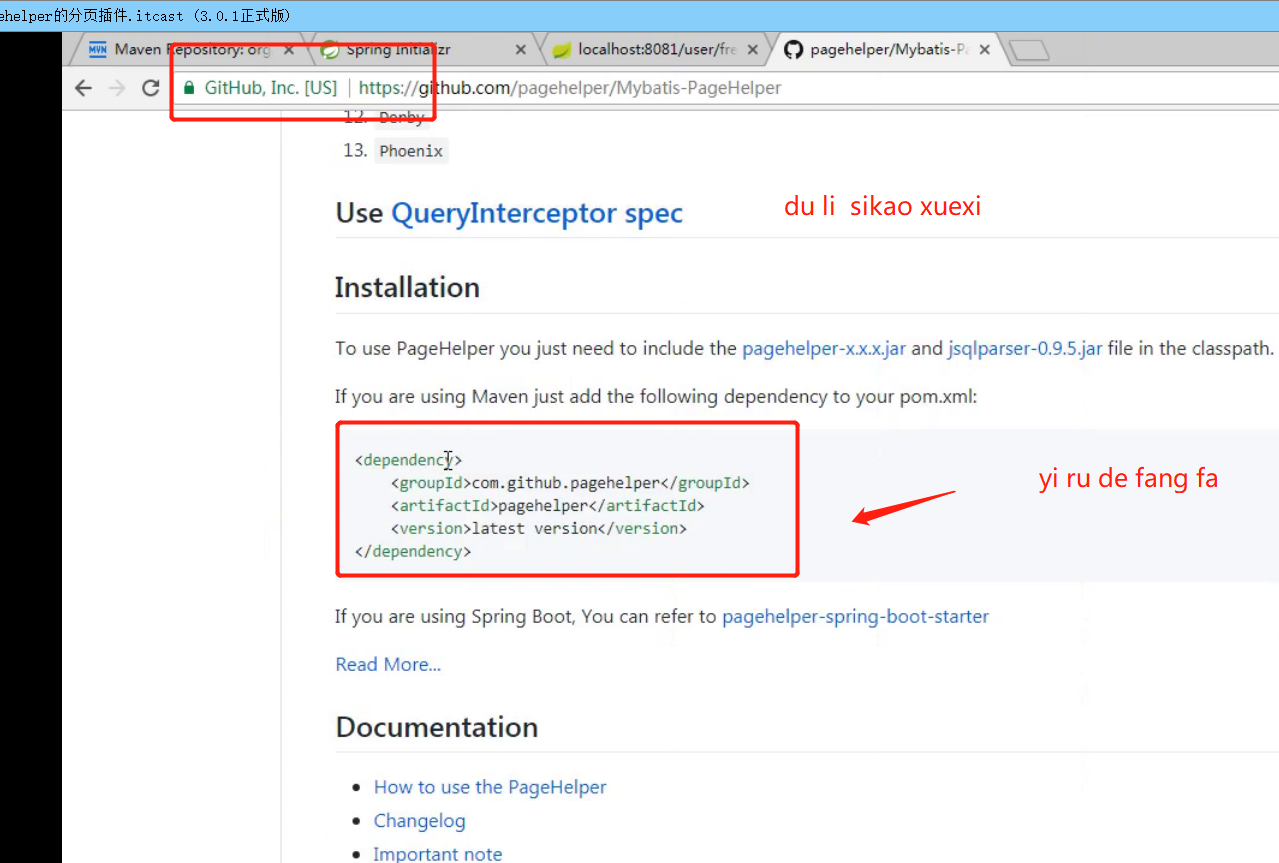 ehelper的分页插件.itcast (3.0.1正式版)
Maven Repository: org
Spring Initializr
localhost:8081/user/fre
pagehelper/Mybatis-Pa
GitHub, Inc. [US]
https://github.com/pagehelper/Mybatis-PageHelper
12. Derby
13. Phoenix
Use QueryInterceptor spec
du li sikao xuexi
Installation
To use PageHelper you just need to include the pagehelper-x.x.x.jar and jsqlparser-0.9.5.jar file in the classpath.
If you are using Maven just add the following dependency to your pom.xml:
<dependency>
<groupId>com.github.pagehelper</groupId>
<artifactId>pagehelper</artifactId>
<version>latest version</version>
</dependency>
yi ru de fang fa
If you are using Spring Boot, You can refer to pagehelper-spring-boot-starter
Read More...
Documentation
How to use the PageHelper
Changelog
Important note